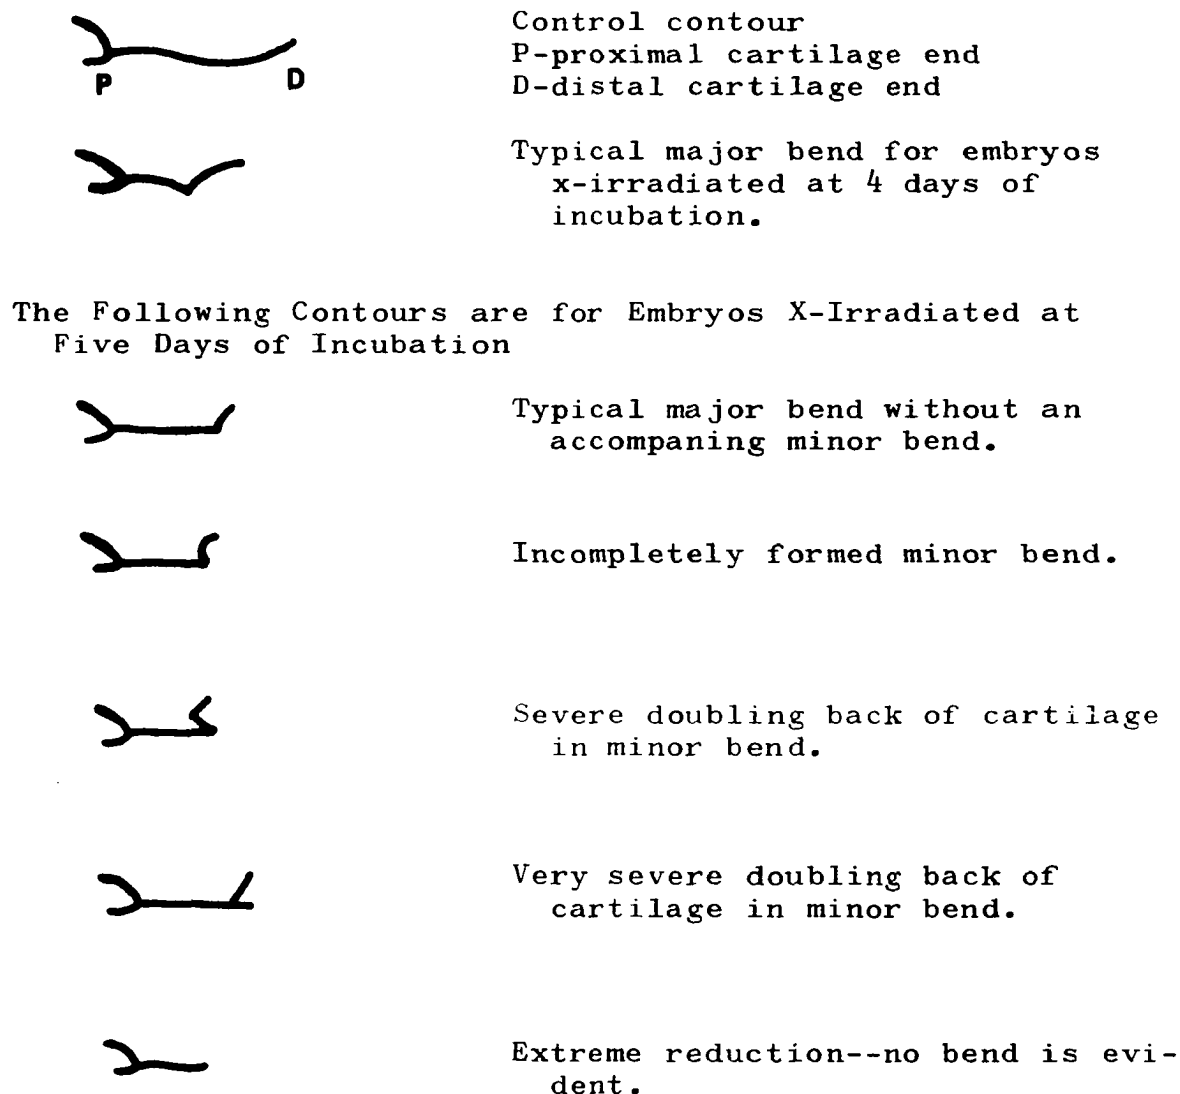 Control contour
P-proximal cartilage end
D-distal cartilage end
P D
Typical major bend for embryos
x-irradiated at 4 days of
incubation.
The Following Contours are for Embryos X-Irradiated at
Five Days of Incubation
Typical major bend without an
accompaning minor bend.
Incompletely formed minor bend.
Severe doubling back of cartilage
in minor bend.
Very severe doubling back of
cartilage in minor bend.
Extreme reduction--no bend is evi-
dent.